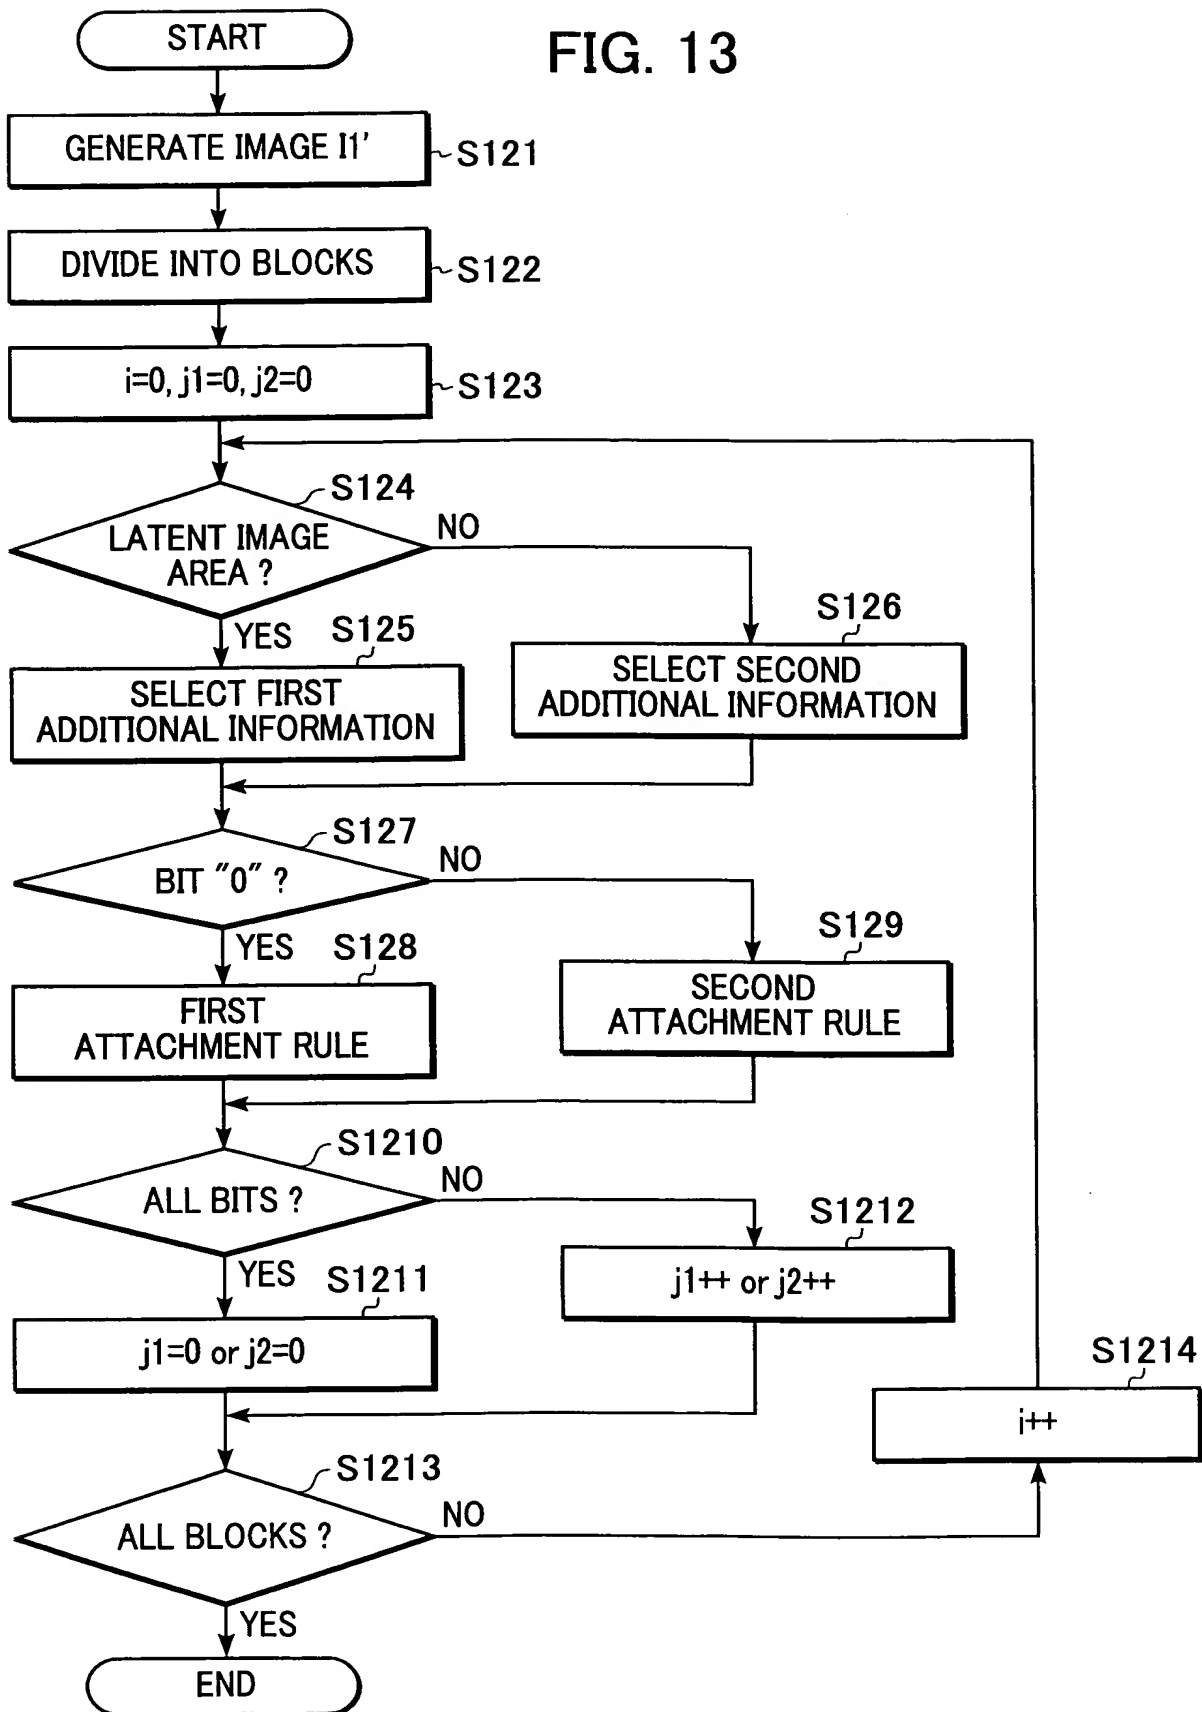 FIG. 13
START
GENERATE IMAGE I1'
S121
DIVIDE INTO BLOCKS
S122
i=0, j1=0, j2=0
S123
S124
LATENT IMAGE
AREA ?
NO
YES
S125
SELECT FIRST
ADDITIONAL INFORMATION
S126
SELECT SECOND
ADDITIONAL INFORMATION
S127
BIT "0" ?
NO
YES
S128
FIRST
ATTACHMENT RULE
S129
SECOND
ATTACHMENT RULE
S1210
ALL BITS ?
NO
YES
S1211
j1=0 or j2=0
S1212
j1++ or j2++
S1213
ALL BLOCKS ?
NO
S1214
i++
YES
END